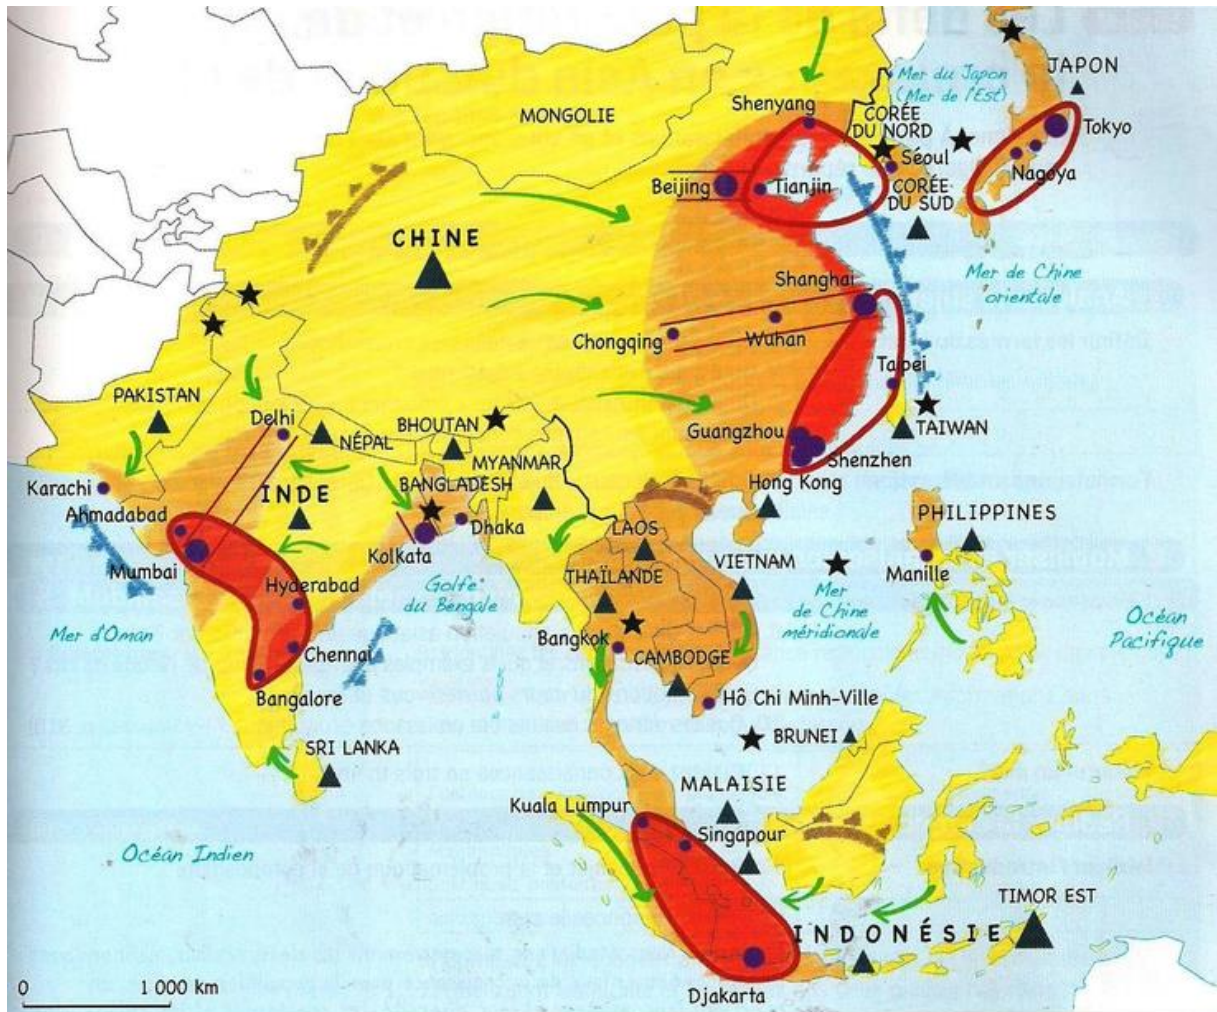 JAPON
Mer du Japon
(Mer de l'Est)
MONGOLIE
Shenyang
CORÉE
DU NORD
Tokyo
Séoul
Nagoya
Beijing
Tianjin
CORÉE
DU SUD
CHINE
Shanghai
Mer de Chine
orientale
Chongqing
Wuhan
Taipei
PAKISTAN
Delhi
NÉPAL
BHOUTAN
Guangzhou
TAIWAN
MYANMAR
Shenzhen
Karachi
INDE
BANGLADESH
Hong Kong
Ahmadabad
Dhaka
LAOS
PHILIPPINES
Kolkata
Mumbai
Hyderabad
THAÏLANDE
VIETNAM
Manille
Golfe
du Bengale
Mer
de Chine
méridionale
Océan
Pacifique
Mer d'Oman
Bangkok
Chennai
CAMBODGE
Bangalore
Hô Chi Minh-Ville
SRI LANKA
BRUNEI
MALAISIE
Kuala Lumpur
Singapour
Océan Indien
TIMOR EST
INDONÉSIE
Djakarta
0 1 000 km